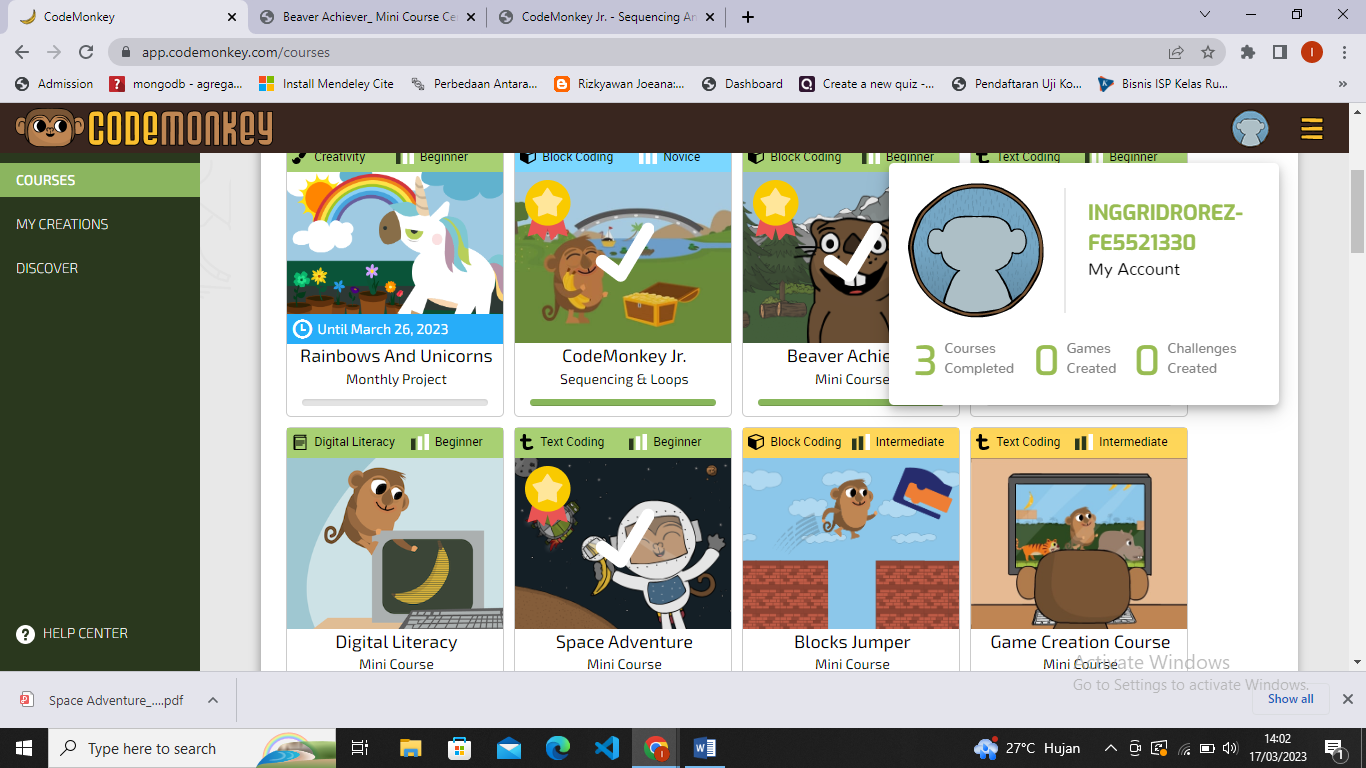 CodeMonkey
Beaver Achiever_ Mini Course Ce
CodeMonkey Jr. - Sequencing An
app.codemonkey.com/courses
I
Admission
mongodb - agrega...
Install Mendeley Cite
Perbedaan Antara...
Rizkyawan Joeana:...
Dashboard
Create a new quiz -...
Pendaftaran Uji Ko...
Bisnis ISP Kelas Ru...
CODEMONKEY
COURSES
MY CREATIONS
DISCOVER
HELP CENTER
Creativity Beginner
Block Coding Novice
Block Coding Beginner
Text Coding Beginner
Until March 26, 2023
Rainbows And Unicorns
Monthly Project
CodeMonkey Jr.
Sequencing & Loops
Beaver Achie
Mini Course
INGGRIDROREZ-
FE5521330
My Account
3 Courses
Completed
0 Games
Created
0 Challenges
Created
Digital Literacy Beginner
Text Coding Beginner
Block Coding Intermediate
Text Coding Intermediate
Digital Literacy
Mini Course
Space Adventure
Mini Course
Blocks Jumper
Mini Course
Game Creation Course
Mini Course
Activate Windows
Go to Settings to activate Windows.
Space Adventure_....pdf
Show all
Type here to search
27°C Hujan
14:02
17/03/2023
1